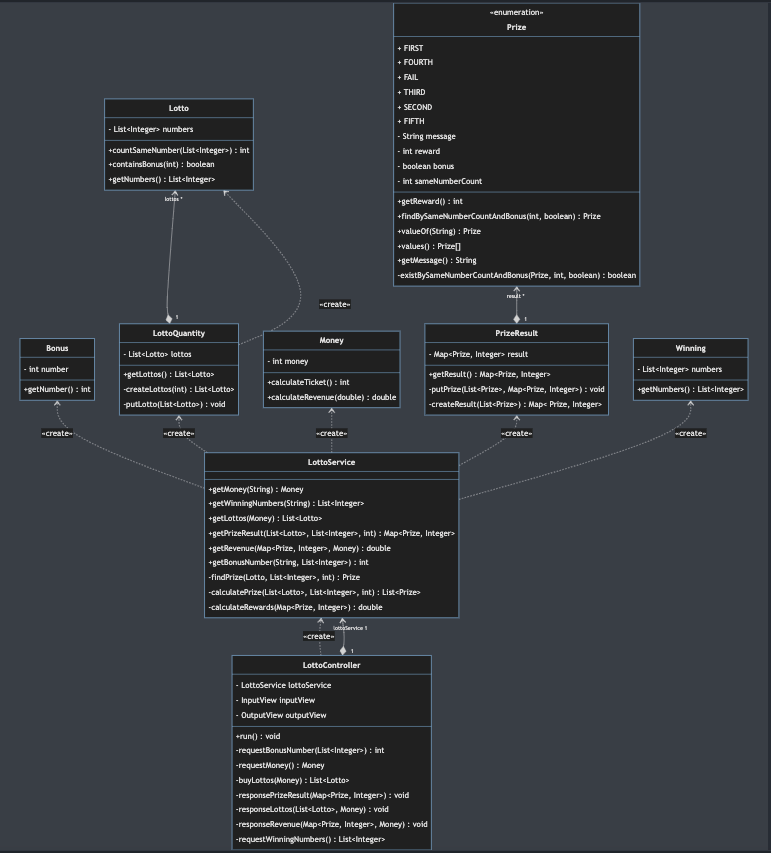 «enumeration»
Prize
+ FIRST
+ FOURTH
+ FAIL
+ THIRD
+ SECOND
+ FIFTH
- String message
- int reward
- boolean bonus
- int sameNumberCount
+getReward() : int
+findBySameNumberCountAndBonus(int, boolean) : Prize
+valueOf(String) : Prize
+values() : Prize[]
+getMessage() : String
-existBySameNumberCountAndBonus(Prize, int, boolean) : boolean
Lotto
- List<Integer> numbers
+countSameNumber(List<Integer>) : int
+containsBonus(int) : boolean
+getNumbers() : List<Integer>
lottos *
result *
«create»
1
1
Bonus
- int number
+getNumber() : int
LottoQuantity
- List<Lotto> lottos
+getLottos() : List<Lotto>
-createLottos(int) : List<Lotto>
-putLotto(List<Lotto>) : void
Money
- int money
+calculateTicket() : int
+calculateRevenue(double) : double
PrizeResult
- Map<Prize, Integer> result
+getResult() : Map<Prize, Integer>
-putPrize(List<Prize>, Map<Prize, Integer>) : void
-createResult(List<Prize>) : Map< Prize, Integer>
Winning
- List<Integer> numbers
+getNumbers() : List<Integer>
«create»
«create»
«create»
«create»
«create»
LottoService
+getMoney(String) : Money
+getWinningNumbers(String) : List<Integer>
+getLottos(Money) : List<Lotto>
+getPrizeResult(List<Lotto>, List<Integer>, int) : Map<Prize, Integer>
+getRevenue(Map<Prize, Integer>, Money) : double
+getBonusNumber(String, List<Integer>) : int
-findPrize(Lotto, List<Integer>, int) : Prize
-calculatePrize(List<Lotto>, List<Integer>, int) : List<Prize>
-calculateRewards(Map<Prize, Integer>) : double
lottoService 1
«create»
1
LottoController
- LottoService lottoService
- InputView inputView
- OutputView outputView
+run() : void
-requestBonusNumber(List<Integer>) : int
-requestMoney() : Money
-buyLottos(Money) : List<Lotto>
-responsePrizeResult(Map<Prize, Integer>) : void
-responseLottos(List<Lotto>, Money) : void
-responseRevenue(Map<Prize, Integer>, Money) : void
-requestWinningNumbers() : List<Integer>